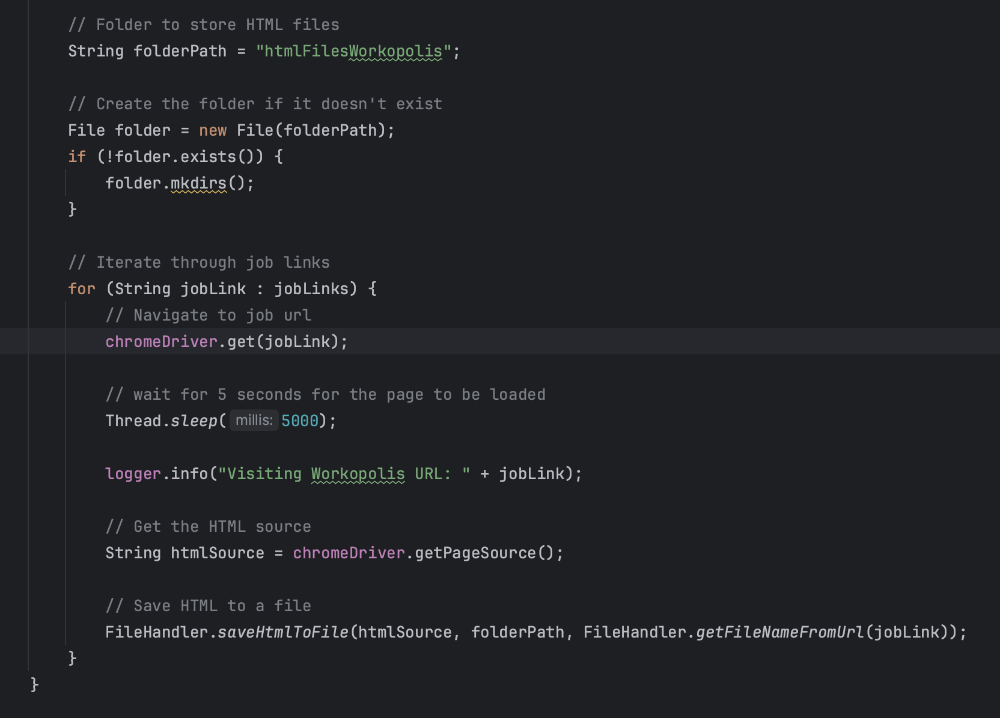 // Folder to store HTML files
String folderPath = "htmlFilesWorkopolis";
// Create the folder if it doesn't exist
File folder = new File(folderPath);
if (!folder.exists()) {
folder.mkdirs();
}
// Iterate through job links
for (String jobLink : jobLinks) {
// Navigate to job url
chromeDriver.get(jobLink);
// wait for 5 seconds for the page to be loaded
Thread.sleep( millis: 5000);
logger.info("Visiting Workopolis URL: " + jobLink);
// Get the HTML source
String htmlSource = chromeDriver.getPageSource();
// Save HTML to a file
FileHandler.saveHtmlToFile(htmlSource, folderPath, FileHandler.getFileNameFromUrl(jobLink));
}
}